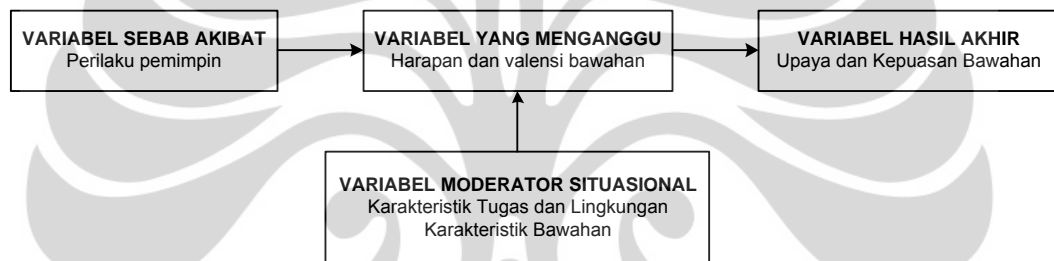 VARIABEL SEBAB AKIBAT
Perilaku pemimpin
VARIABEL YANG MENGANGGU
Harapan dan valensi bawahan
VARIABEL HASIL AKHIR
Upaya dan Kepuasan Bawahan
VARIABEL MODERATOR SITUASIONAL
Karakteristik Tugas dan Lingkungan
Karakteristik Bawahan